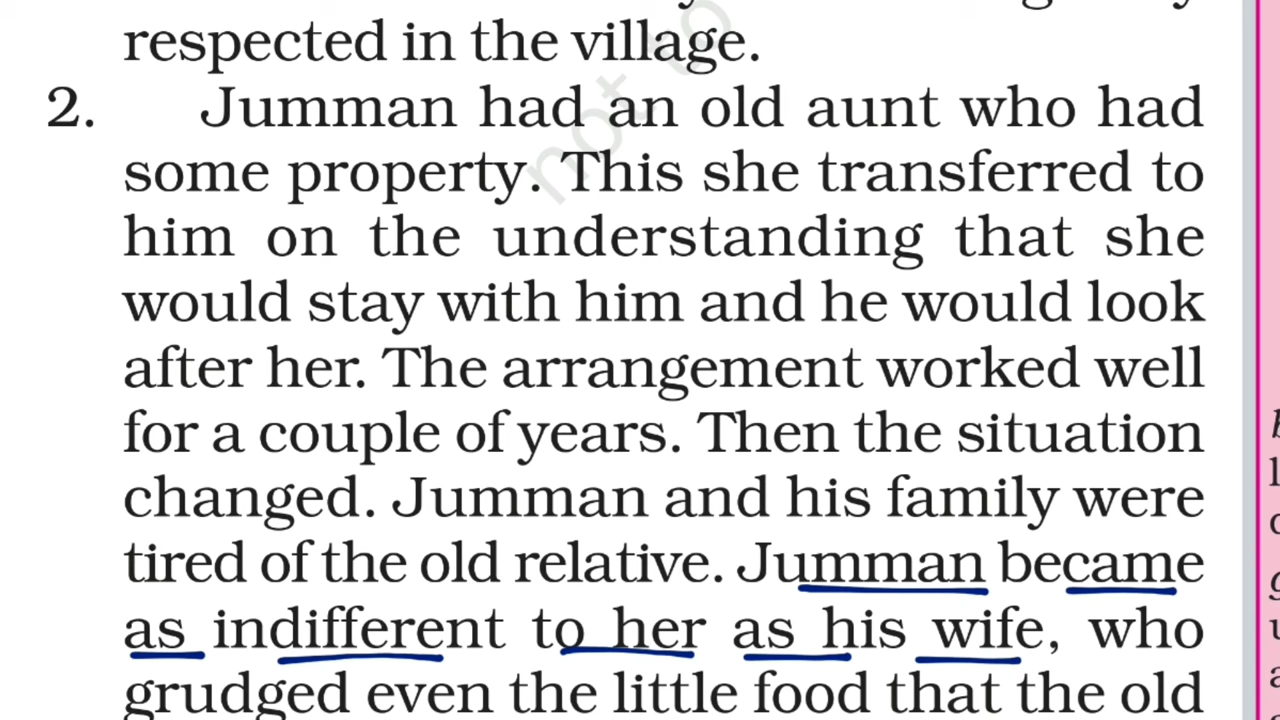 respected in the village.
2. Jumman had an old aunt who had
some property. This she transferred to
him on the understanding that she
would stay with him and he would look
after her. The arrangement worked well
for a couple of years. Then the situation
changed. Jumman and his family were
tired of the old relative. Jumman became
as indifferent to her as his wife, who
grudged even the little food that the old
not to